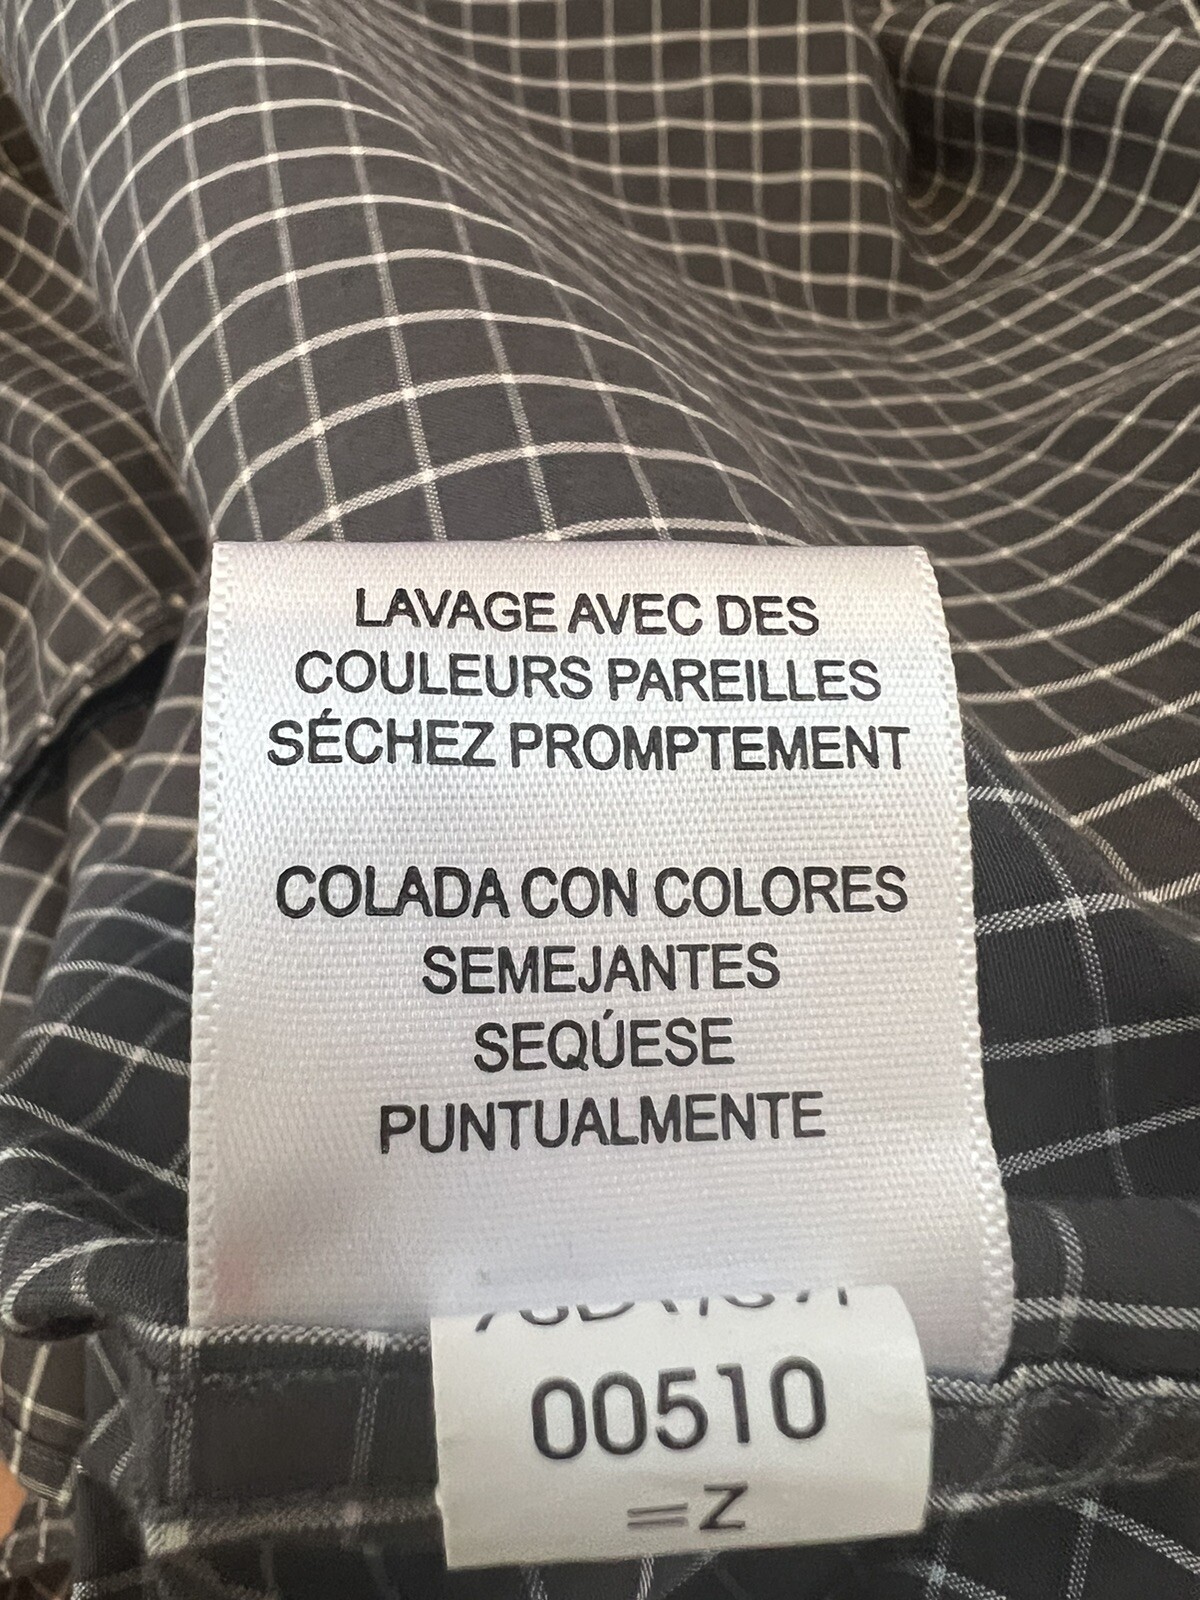 LAVAGE AVEC DES
COULEURS PAREILLES
SÉCHEZ PROMPTEMENT
COLADA CON COLORES
SEMEJANTES
SEQÚESE
PUNTUALMENTE
00510
=Z